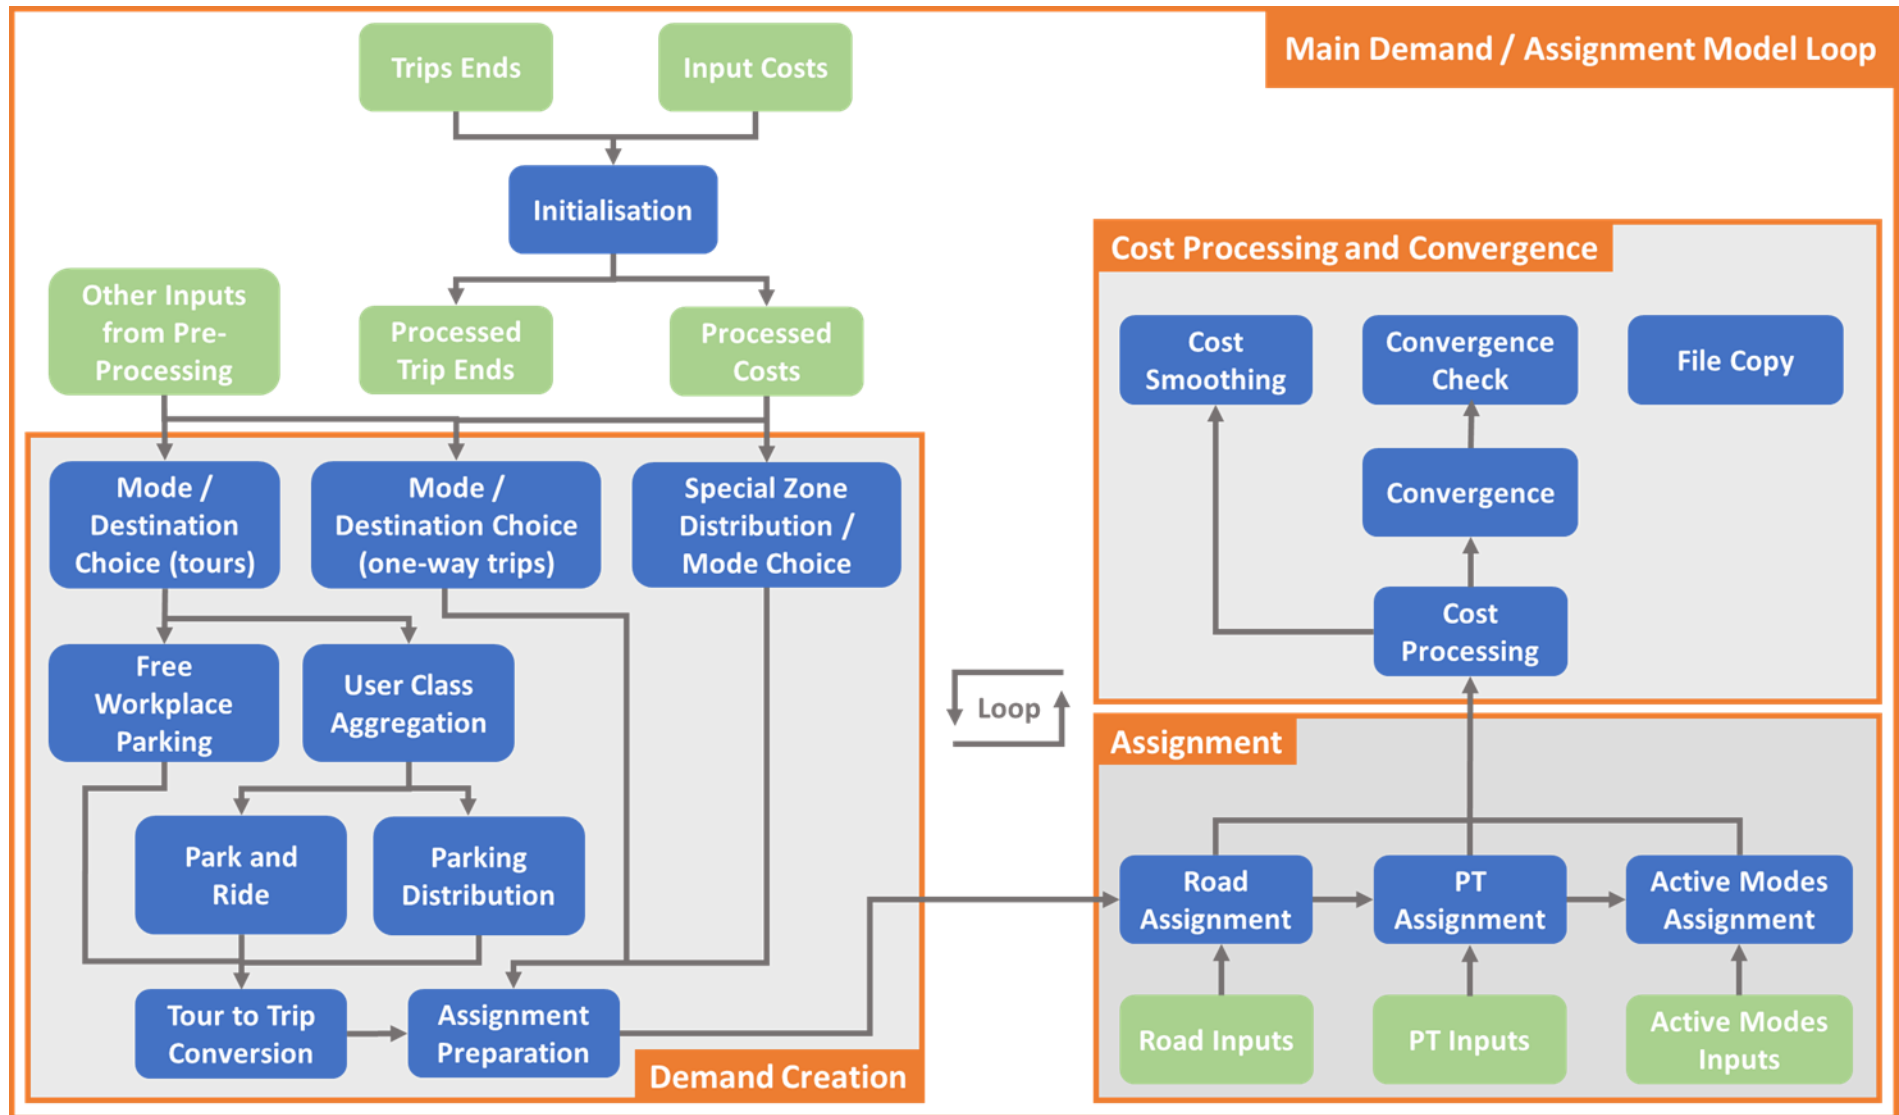 Main Demand / Assignment Model Loop
Trips Ends
Input Costs
Initialisation
Other Inputs
from Pre-
Processing
Processed
Trip Ends
Processed
Costs
Mode /
Destination
Choice (tours)
Mode /
Destination Choice
(one-way trips)
Special Zone
Distribution /
Mode Choice
Free
Workplace
Parking
User Class
Aggregation
Park and
Ride
Parking
Distribution
Tour to Trip
Conversion
Assignment
Preparation
Demand Creation
Loop
Cost Processing and Convergence
Cost
Smoothing
Convergence
Check
File Copy
Convergence
Cost
Processing
Assignment
Road
Assignment
PT
Assignment
Active Modes
Assignment
Road Inputs
PT Inputs
Active Modes
Inputs